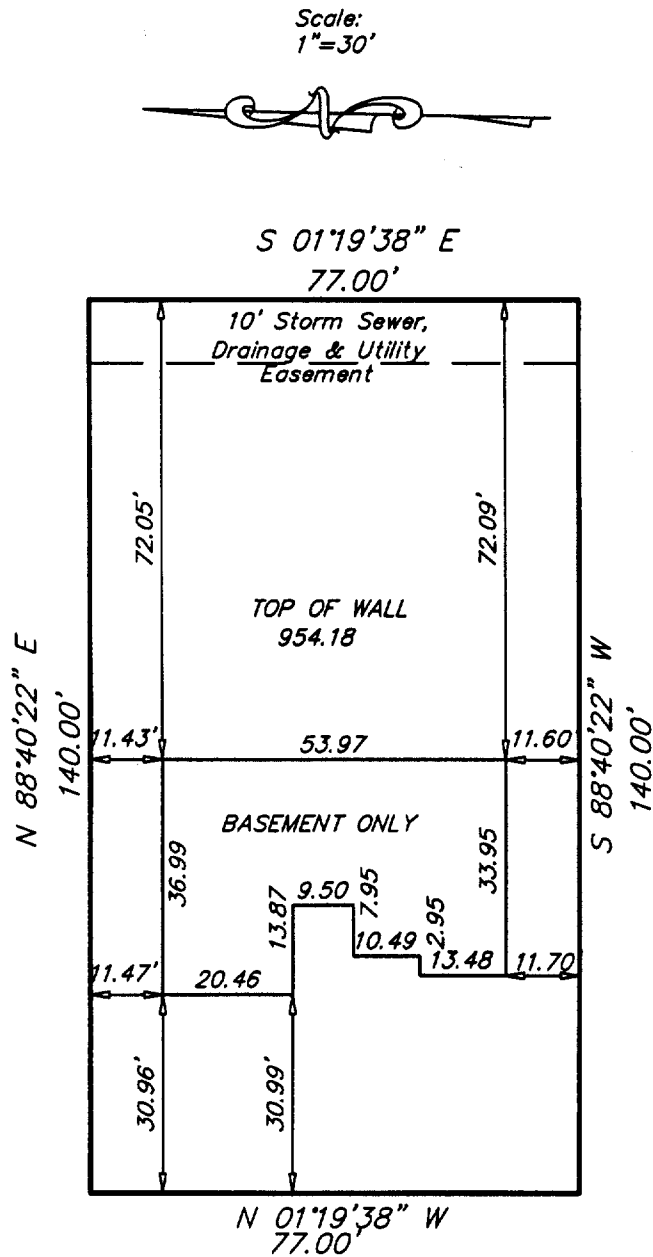 Scale:
1"=30'
S 01°19'38" E
77.00'
10' Storm Sewer,
Drainage & Utility
Easement
72.05'
72.09'
TOP OF WALL
954.18
N 88°40'22" E
140.00'
S 88°40'22" W
140.00'
11.43'
53.97
11.60'
BASEMENT ONLY
36.99
33.95
9.50
7.95
13.87
10.49
2.95
13.48
11.70
11.47'
20.46
30.96'
30.99'
N 01°19'38" W
77.00'